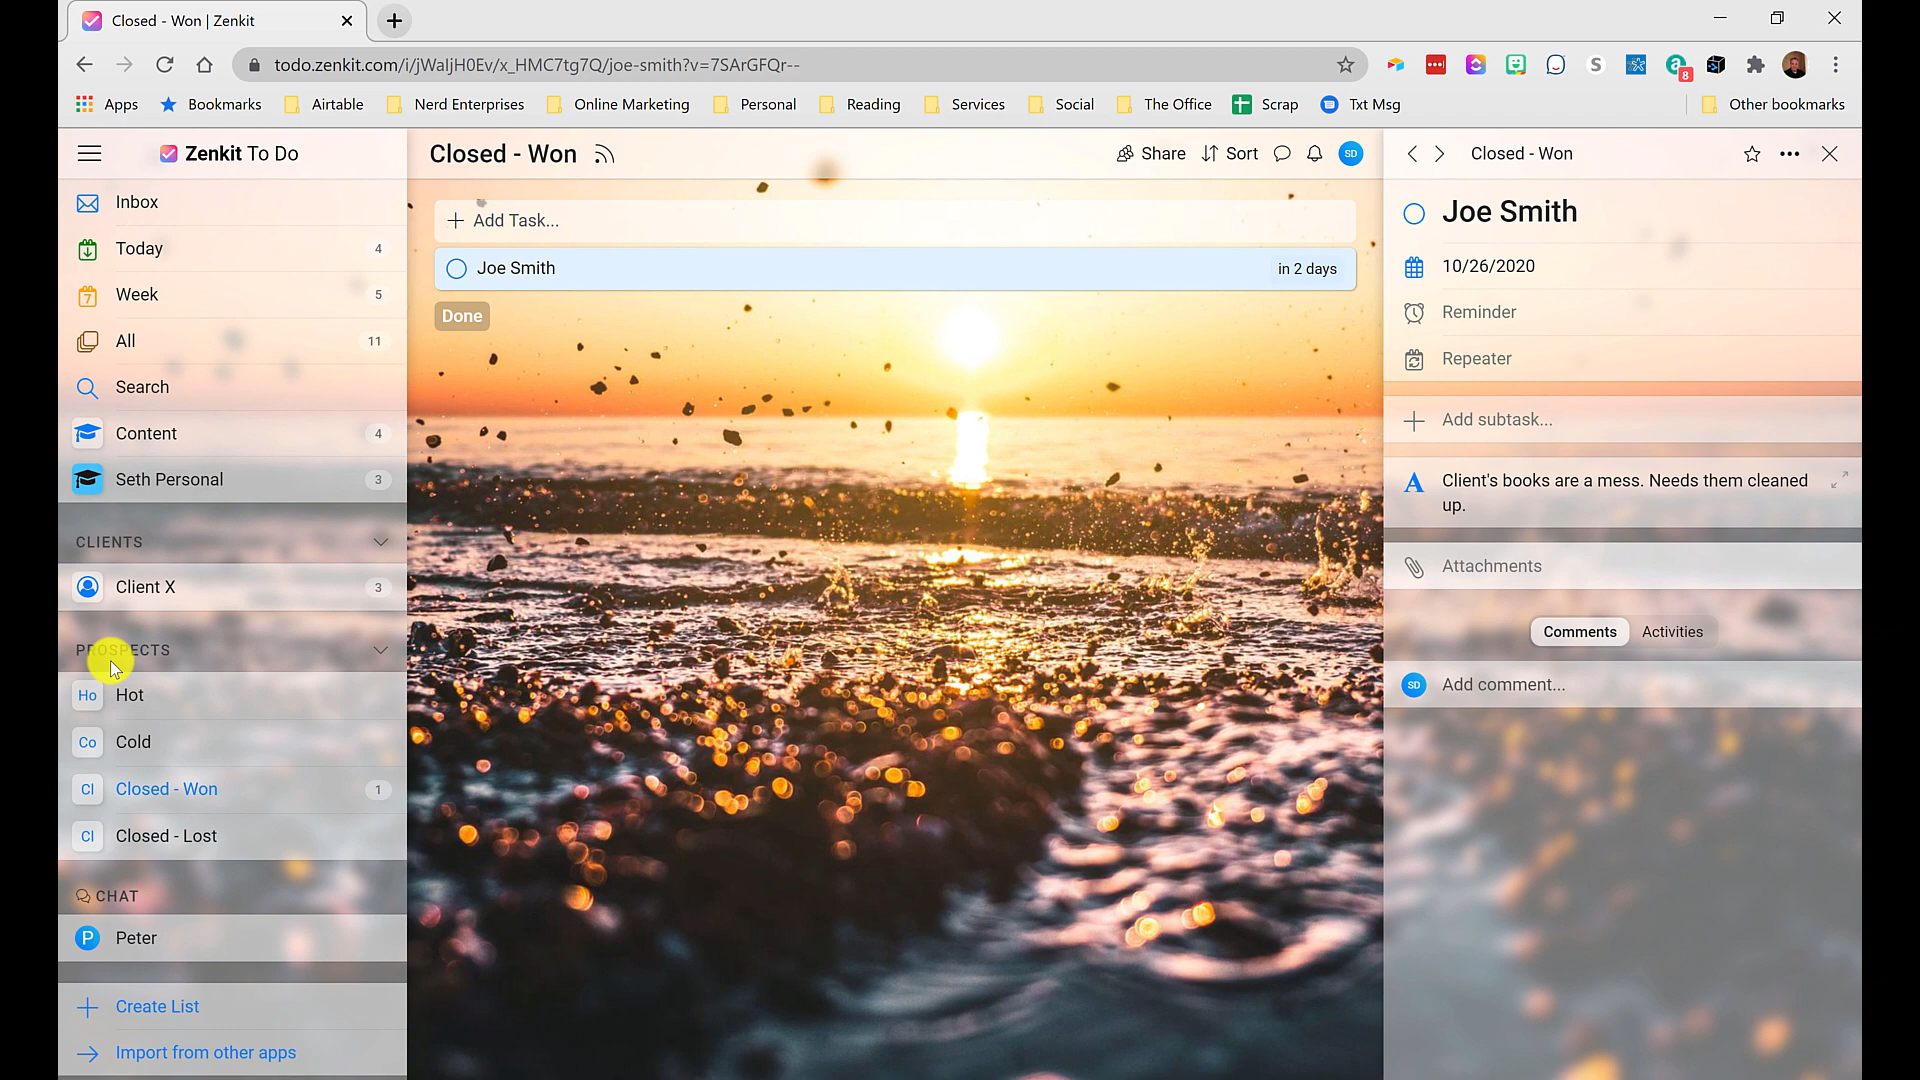 Closed - Won | Zenkit
todo.zenkit.com/i/jWaljH0Ev/x_HMC7tg7Q/joe-smith?v=7SArGFQr--
S
a
8
Apps
Bookmarks
Airtable
Nerd Enterprises
Online Marketing
Personal
Reading
Services
Social
The Office
Scrap
Txt Msg
Other bookmarks
Zenkit To Do
Inbox
Today 4
7 Week 5
All 11
Search
Content 4
Seth Personal 3
CLIENTS
Client X 3
PROSPECTS
Ho Hot
Co Cold
Cl Closed - Won 1
Cl Closed - Lost
CHAT
P Peter
Create List
Import from other apps
Closed - Won
Share
Sort
SD
Add Task...
Joe Smith in 2 days
Done
Closed - Won
Joe Smith
10/26/2020
Reminder
Repeater
Add subtask...
A Client's books are a mess. Needs them cleaned
up.
Attachments
Comments Activities
SD Add comment...